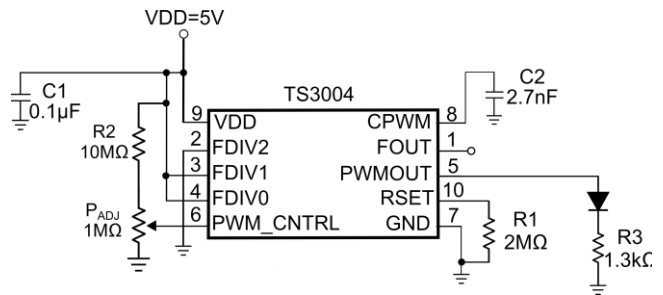 VDD=5V
C1
0.1µF
TS3004
C2
2.7nF
R2
10MΩ
PADJ
1MΩ
9
VDD
2
FDIV2
3
FDIV1
4
FDIV0
6
PWM_CNTRL
CPWM
8
FOUT
1
PWMOUT
5
RSET
10
GND
7
R1
2MΩ
R3
1.3kΩ